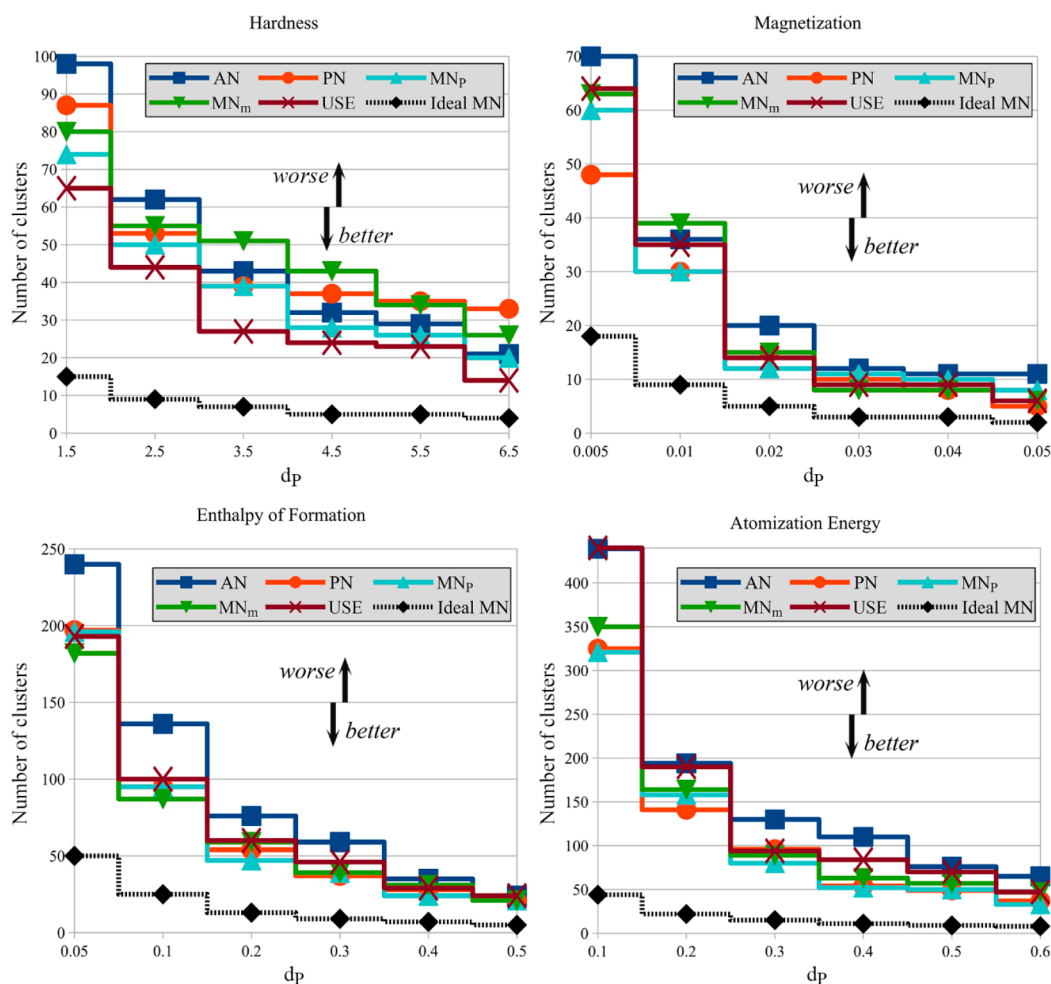 Hardness
Number of clusters
100
90
80
70
60
50
40
30
20
10
0
AN PN MNP
MNm USE Ideal MN
worse
better
1.5 2.5 3.5 4.5 5.5 6.5
dP
Magnetization
Number of clusters
70
60
50
40
30
20
10
0
AN PN MNP
MNm USE Ideal MN
worse
better
0.005 0.01 0.02 0.03 0.04 0.05
dP
Enthalpy of Formation
Number of clusters
250
200
150
100
50
0
AN PN MNP
MNm USE Ideal MN
worse
better
0.05 0.1 0.2 0.3 0.4 0.5
dP
Atomization Energy
Number of clusters
400
350
300
250
200
150
100
50
0
AN PN MNP
MNm USE Ideal MN
worse
better
0.1 0.2 0.3 0.4 0.5 0.6
dP